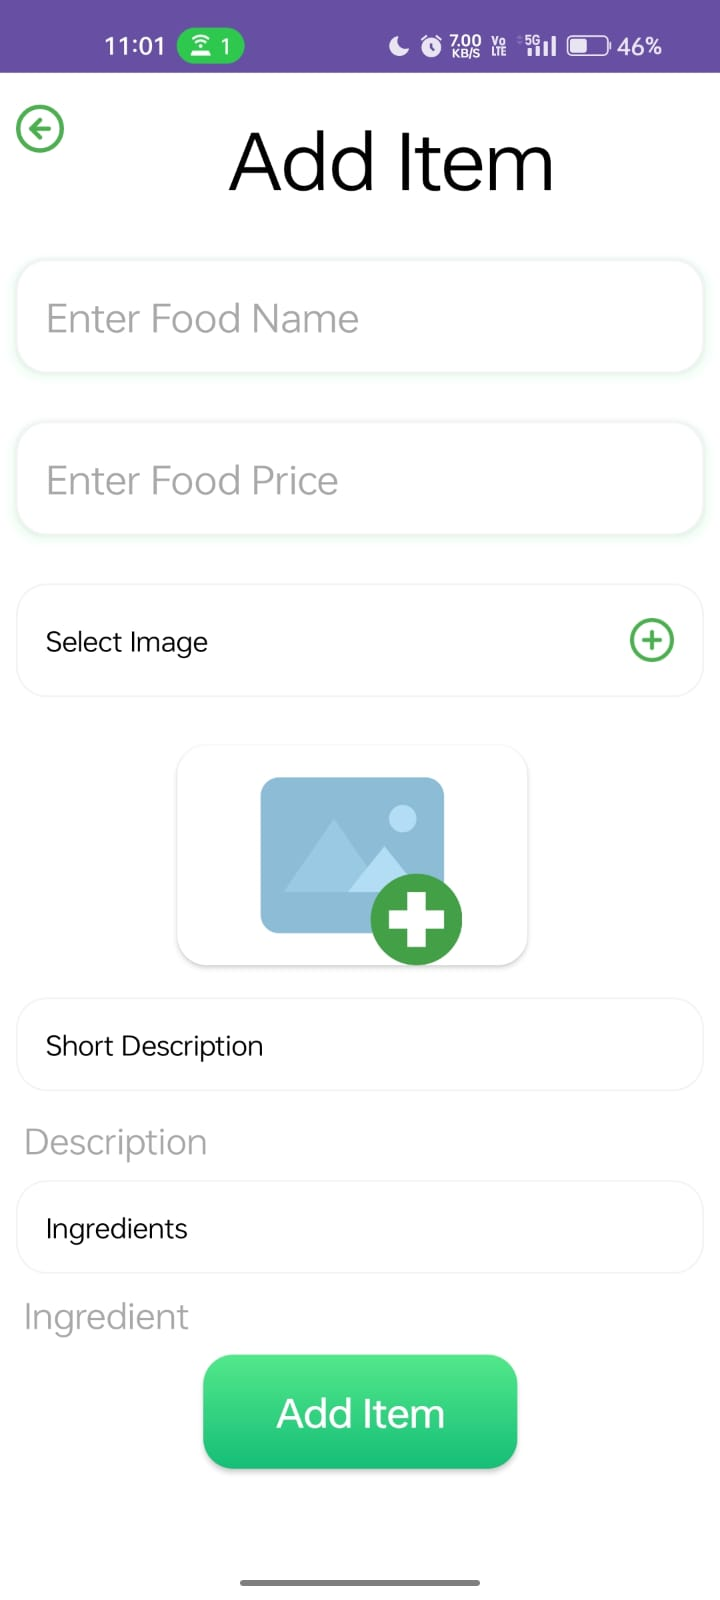 11:01 1 7.00 KB/S Vo LTE 5G 46%
Add Item
Enter Food Name
Enter Food Price
Select Image
Short Description
Description
Ingredients
Ingredient
Add Item